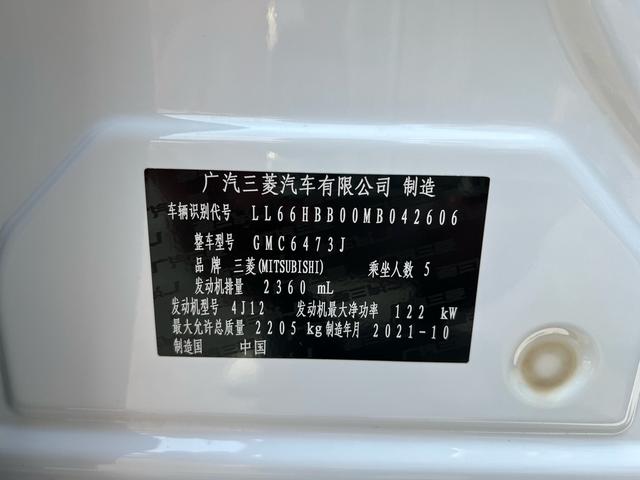 广汽三菱汽车有限公司 制造
车辆识别代号 LL66HBB00MB042606
整车型号 GMC6473J
品 牌 三菱(MITSUBISHI) 乘坐人数 5
发动机排量 2360 mL
发动机型号 4J12 发动机最大净功率 122 kW
最大允许总质量 2205 kg 制造年月 2021-10
制造国 中国